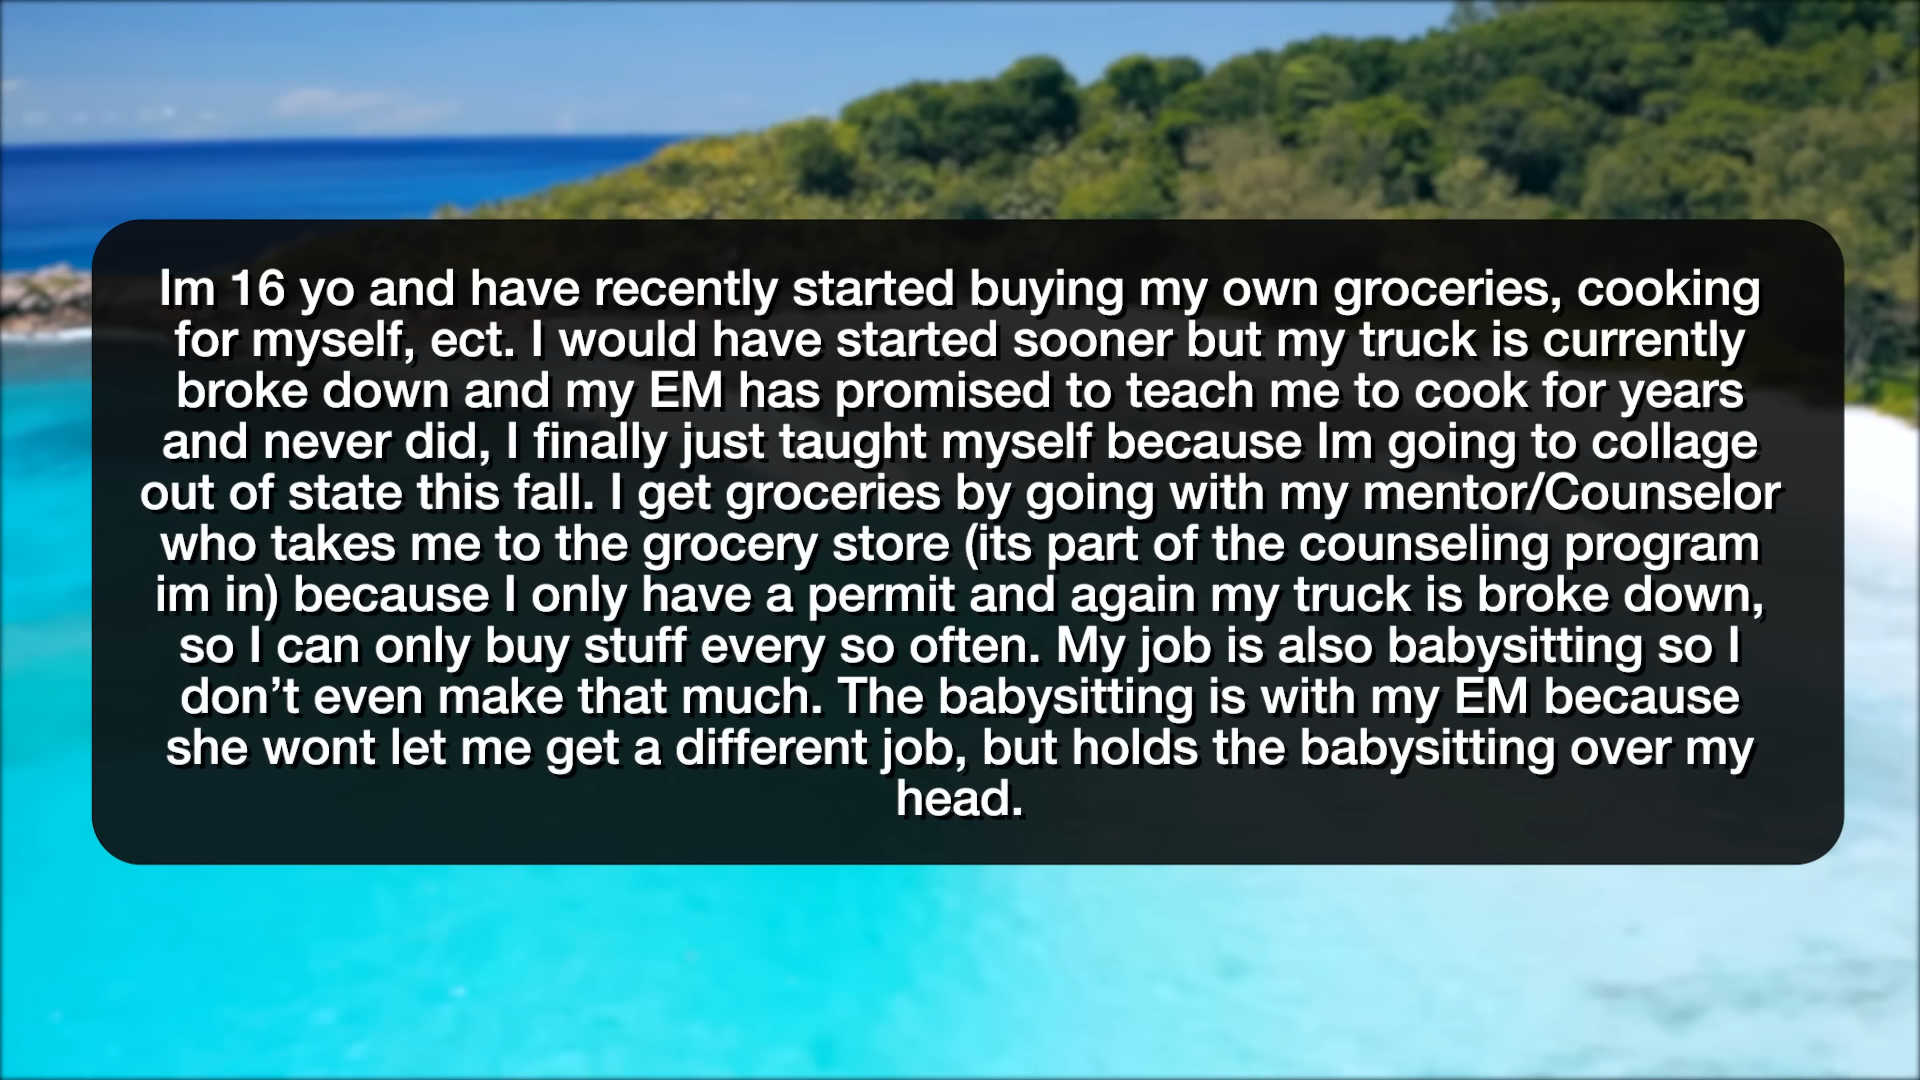 Im 16 yo and have recently started buying my own groceries, cooking
for myself, ect. I would have started sooner but my truck is currently
broke down and my EM has promised to teach me to cook for years
and never did, I finally just taught myself because Im going to collage
out of state this fall. I get groceries by going with my mentor/Counselor
who takes me to the grocery store (its part of the counseling program
im in) because I only have a permit and again my truck is broke down,
so I can only buy stuff every so often. My job is also babysitting so I
don’t even make that much. The babysitting is with my EM because
she wont let me get a different job, but holds the babysitting over my
head.